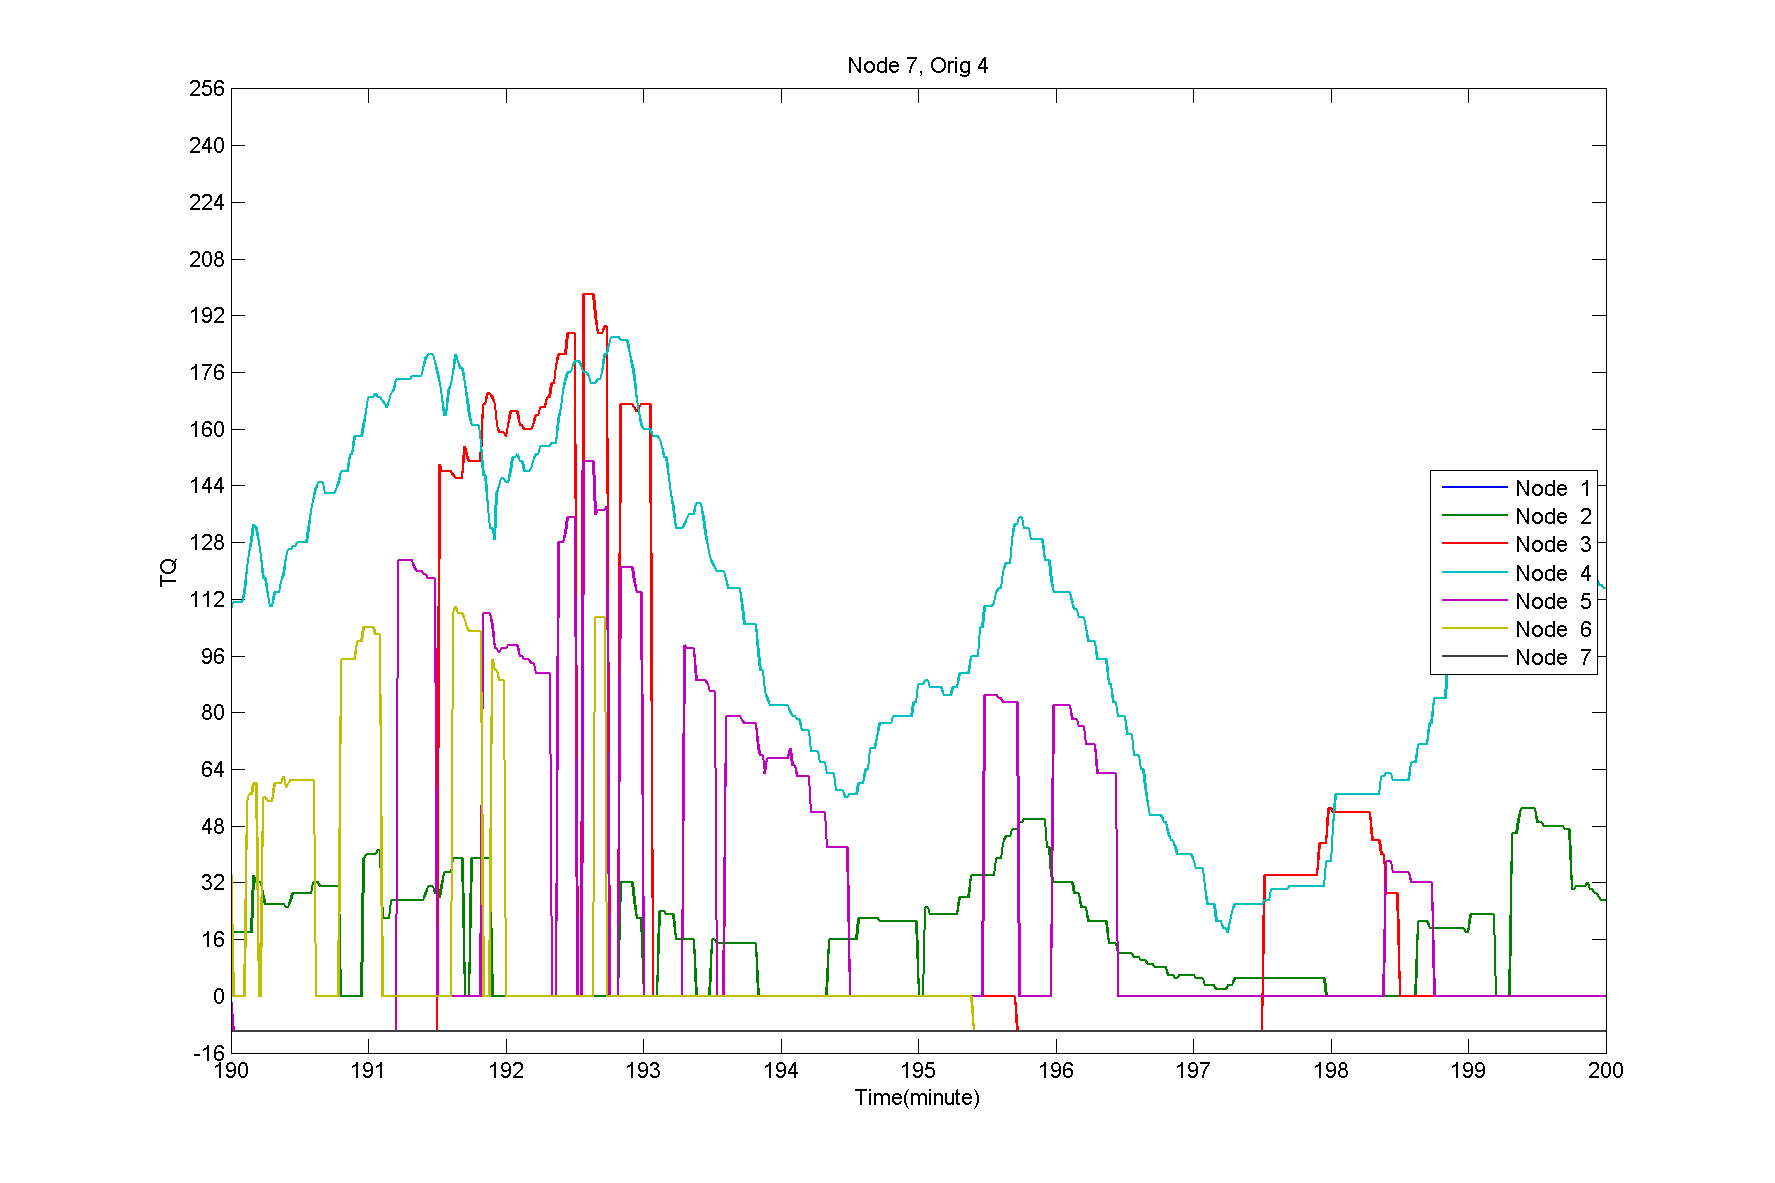 Node 7, Orig 4
256
240
224
208
192
176
160
144
128
112
96
80
64
48
32
16
0
-16
TQ
Node 1
Node 2
Node 3
Node 4
Node 5
Node 6
Node 7
190 191 192 193 194 195 196 197 198 199 200
Time(minute)